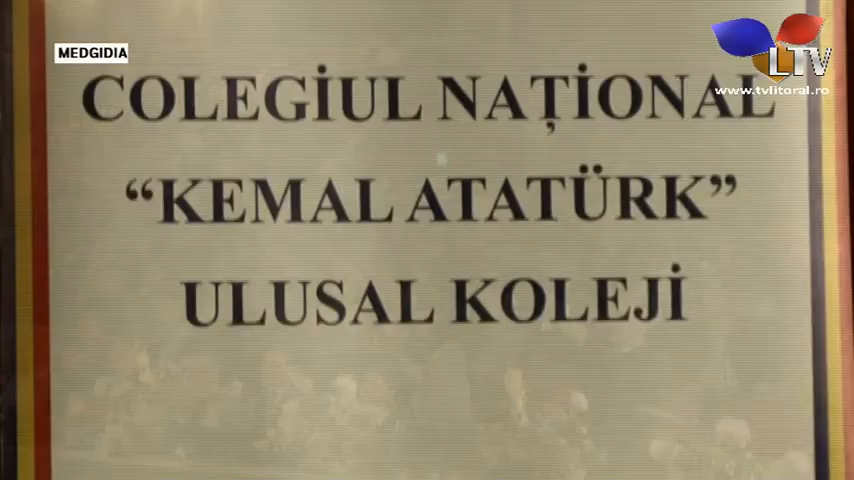 MEDGIDIA
LTV
www.tvlitoral.ro
COLEGİUL NAȚİONAL
“KEMAL ATATÜRK”
ULUSAL KOLEJİ